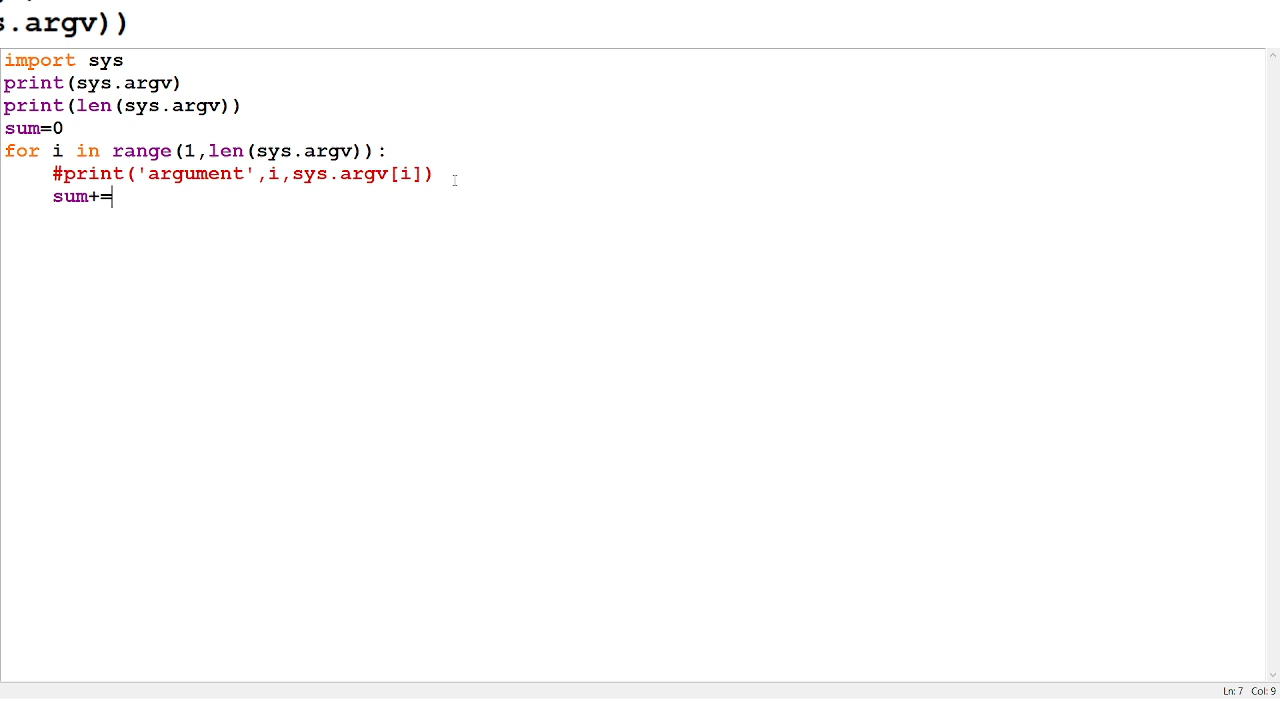 s.argv))
import sys
print(sys.argv)
print(len(sys.argv))
sum=0
for i in range(1,len(sys.argv)):
    #print('argument',i,sys.argv[i])
    sum+=
Ln: 7 Col: 9